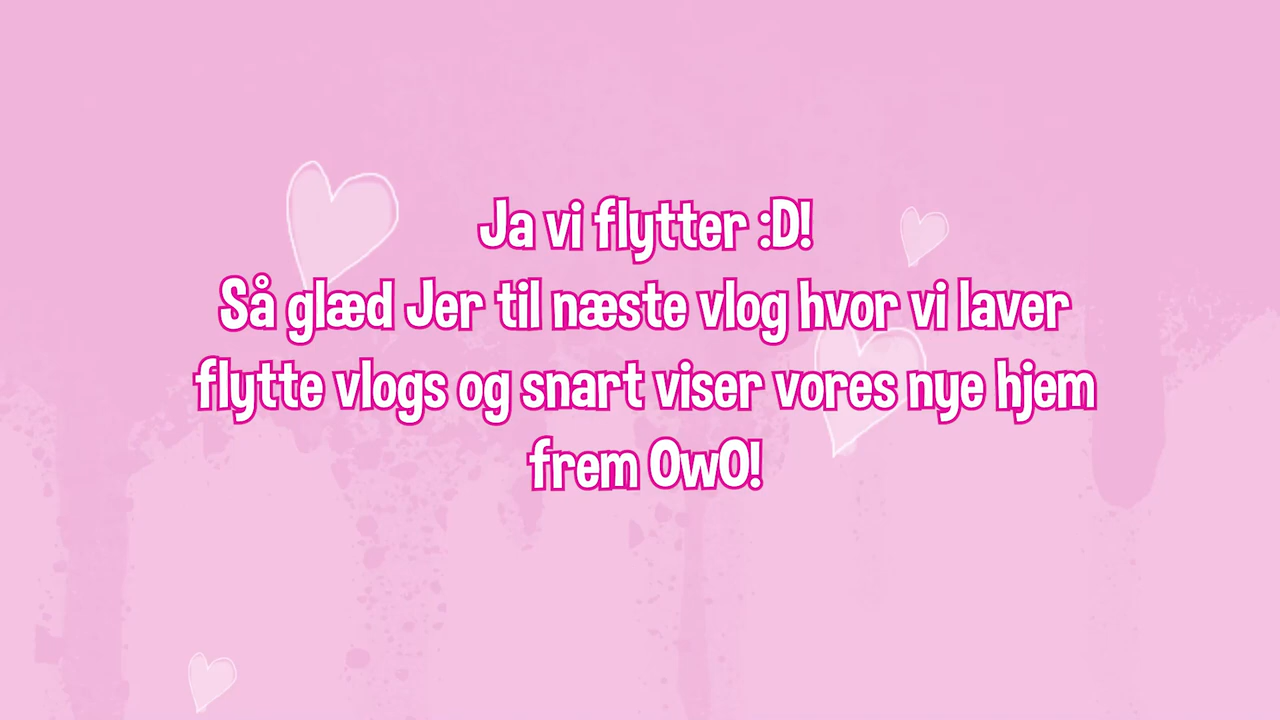 Ja vi flytter :D!
Så glæd Jer til næste vlog hvor vi laver
flytte vlogs og snart viser vores nye hjem
frem OwO!